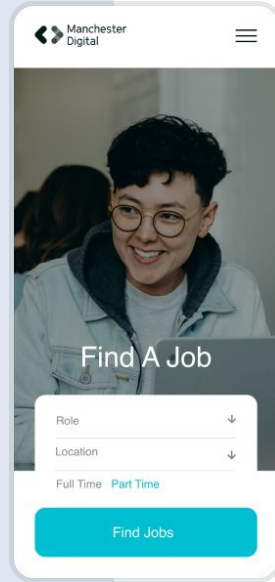 Manchester
Digital
Find A Job
Role
Location
Full Time Part Time
Find Jobs